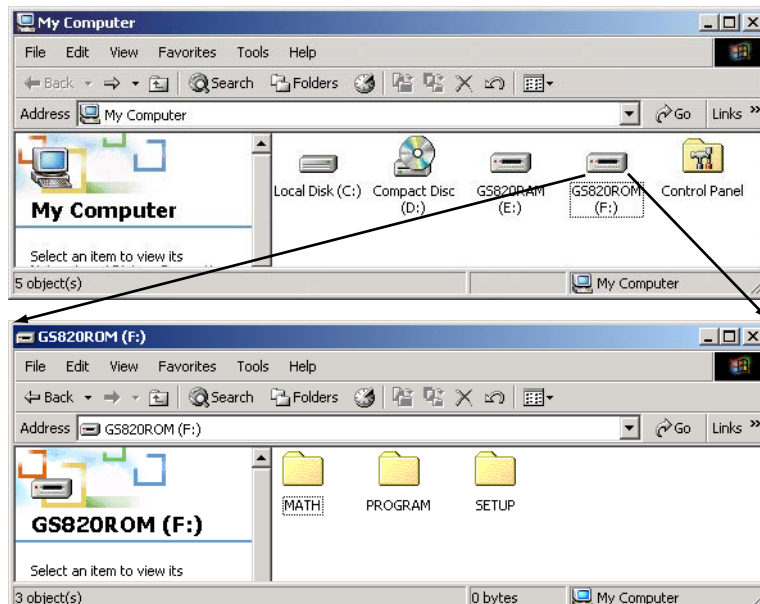 My Computer
File Edit View Favorites Tools Help
Back Search Folders
Address My Computer Go Links »
Local Disk (C:) Compact Disc (D:) GS820RAM (E:) GS820ROM (F:) Control Panel
My Computer
Select an item to view its
5 object(s) My Computer
GS820ROM (F:)
File Edit View Favorites Tools Help
Back Search Folders
Address GS820ROM (F:) Go Links »
MATH PROGRAM SETUP
GS820ROM (F:)
Select an item to view its
3 object(s) 0 bytes My Computer